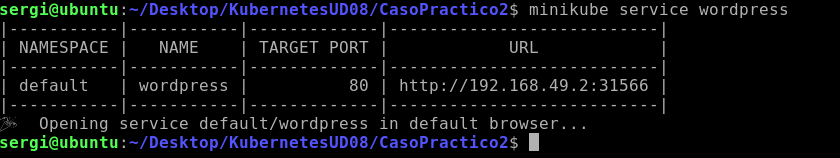 sergi@ubuntu:~/Desktop/KubernetesUD08/CasoPractico2$ minikube service wordpress
|-----------|-----------|-------------|---------------------------|
| NAMESPACE |   NAME    | TARGET PORT |            URL            |
|-----------|-----------|-------------|---------------------------|
| default   | wordpress |          80 | http://192.168.49.2:31566 |
|-----------|-----------|-------------|---------------------------|
Opening service default/wordpress in default browser...
sergi@ubuntu:~/Desktop/KubernetesUD08/CasoPractico2$